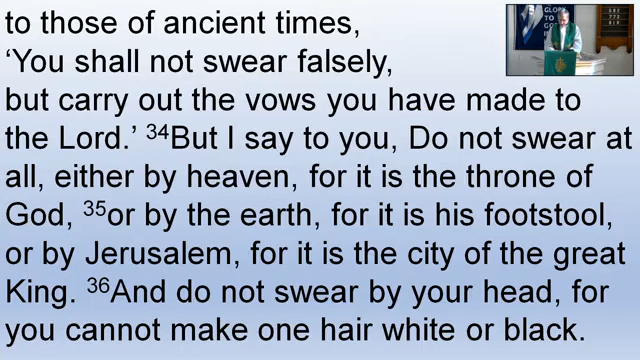 to those of ancient times,
‘You shall not swear falsely,
but carry out the vows you have made to
the Lord.’ 34But I say to you, Do not swear at
all, either by heaven, for it is the throne of
God, 35or by the earth, for it is his footstool,
or by Jerusalem, for it is the city of the great
King. 36And do not swear by your head, for
you cannot make one hair white or black.
GLORY
TO